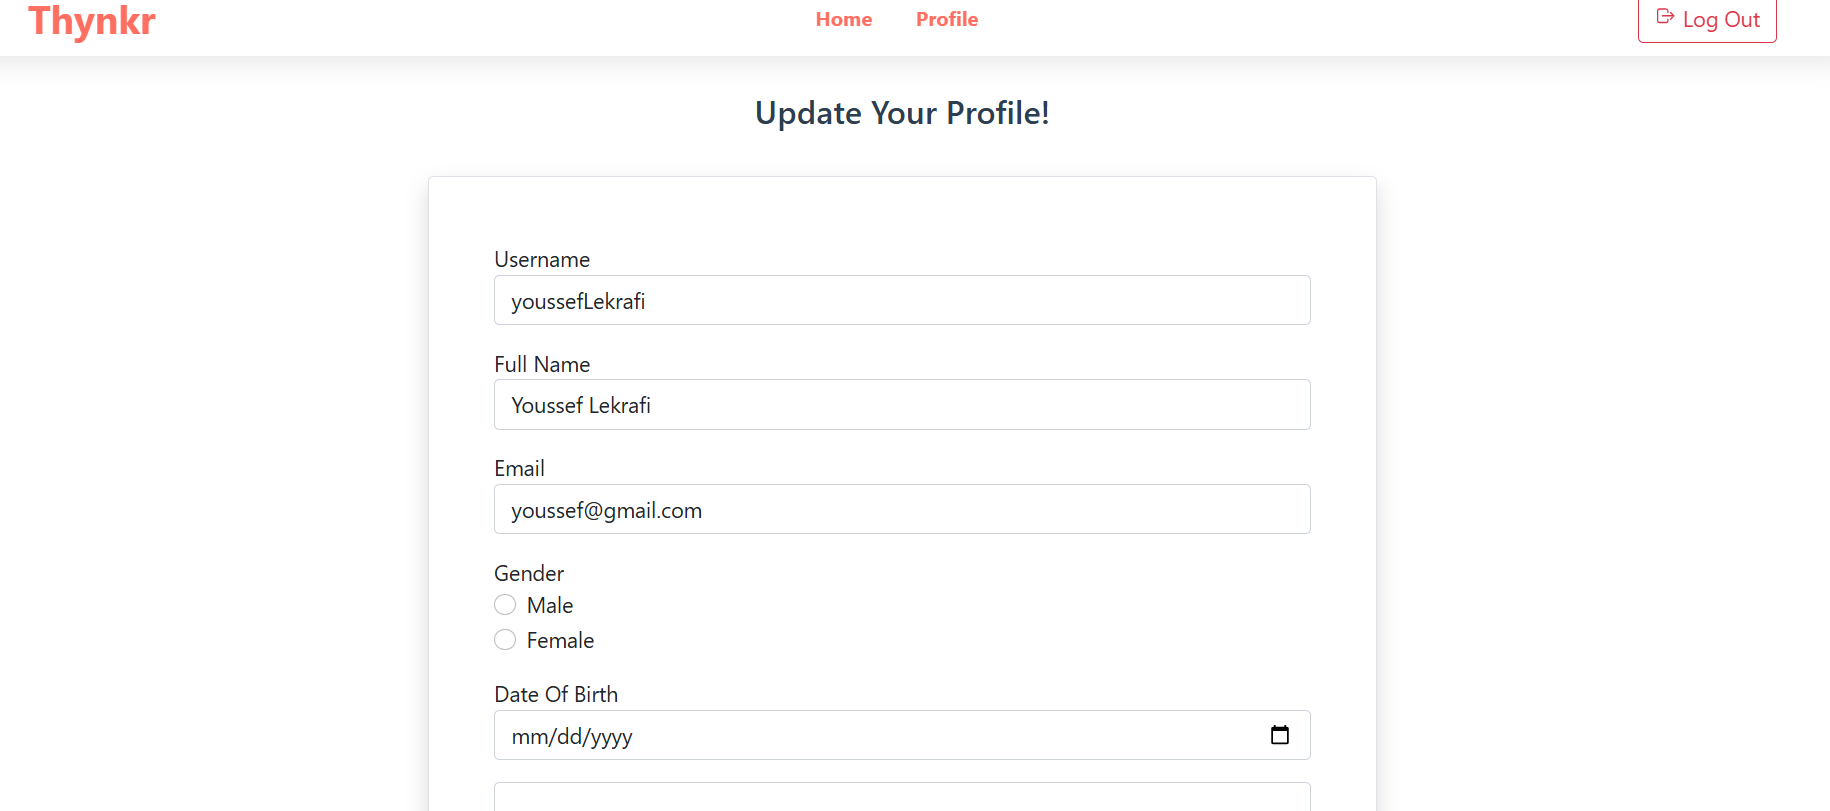 Thynkr
Home
Profile
Log Out
Update Your Profile!
Username
youssefLekrafi
Full Name
Youssef Lekrafi
Email
youssef@gmail.com
Gender
Male
Female
Date Of Birth
mm/dd/yyyy